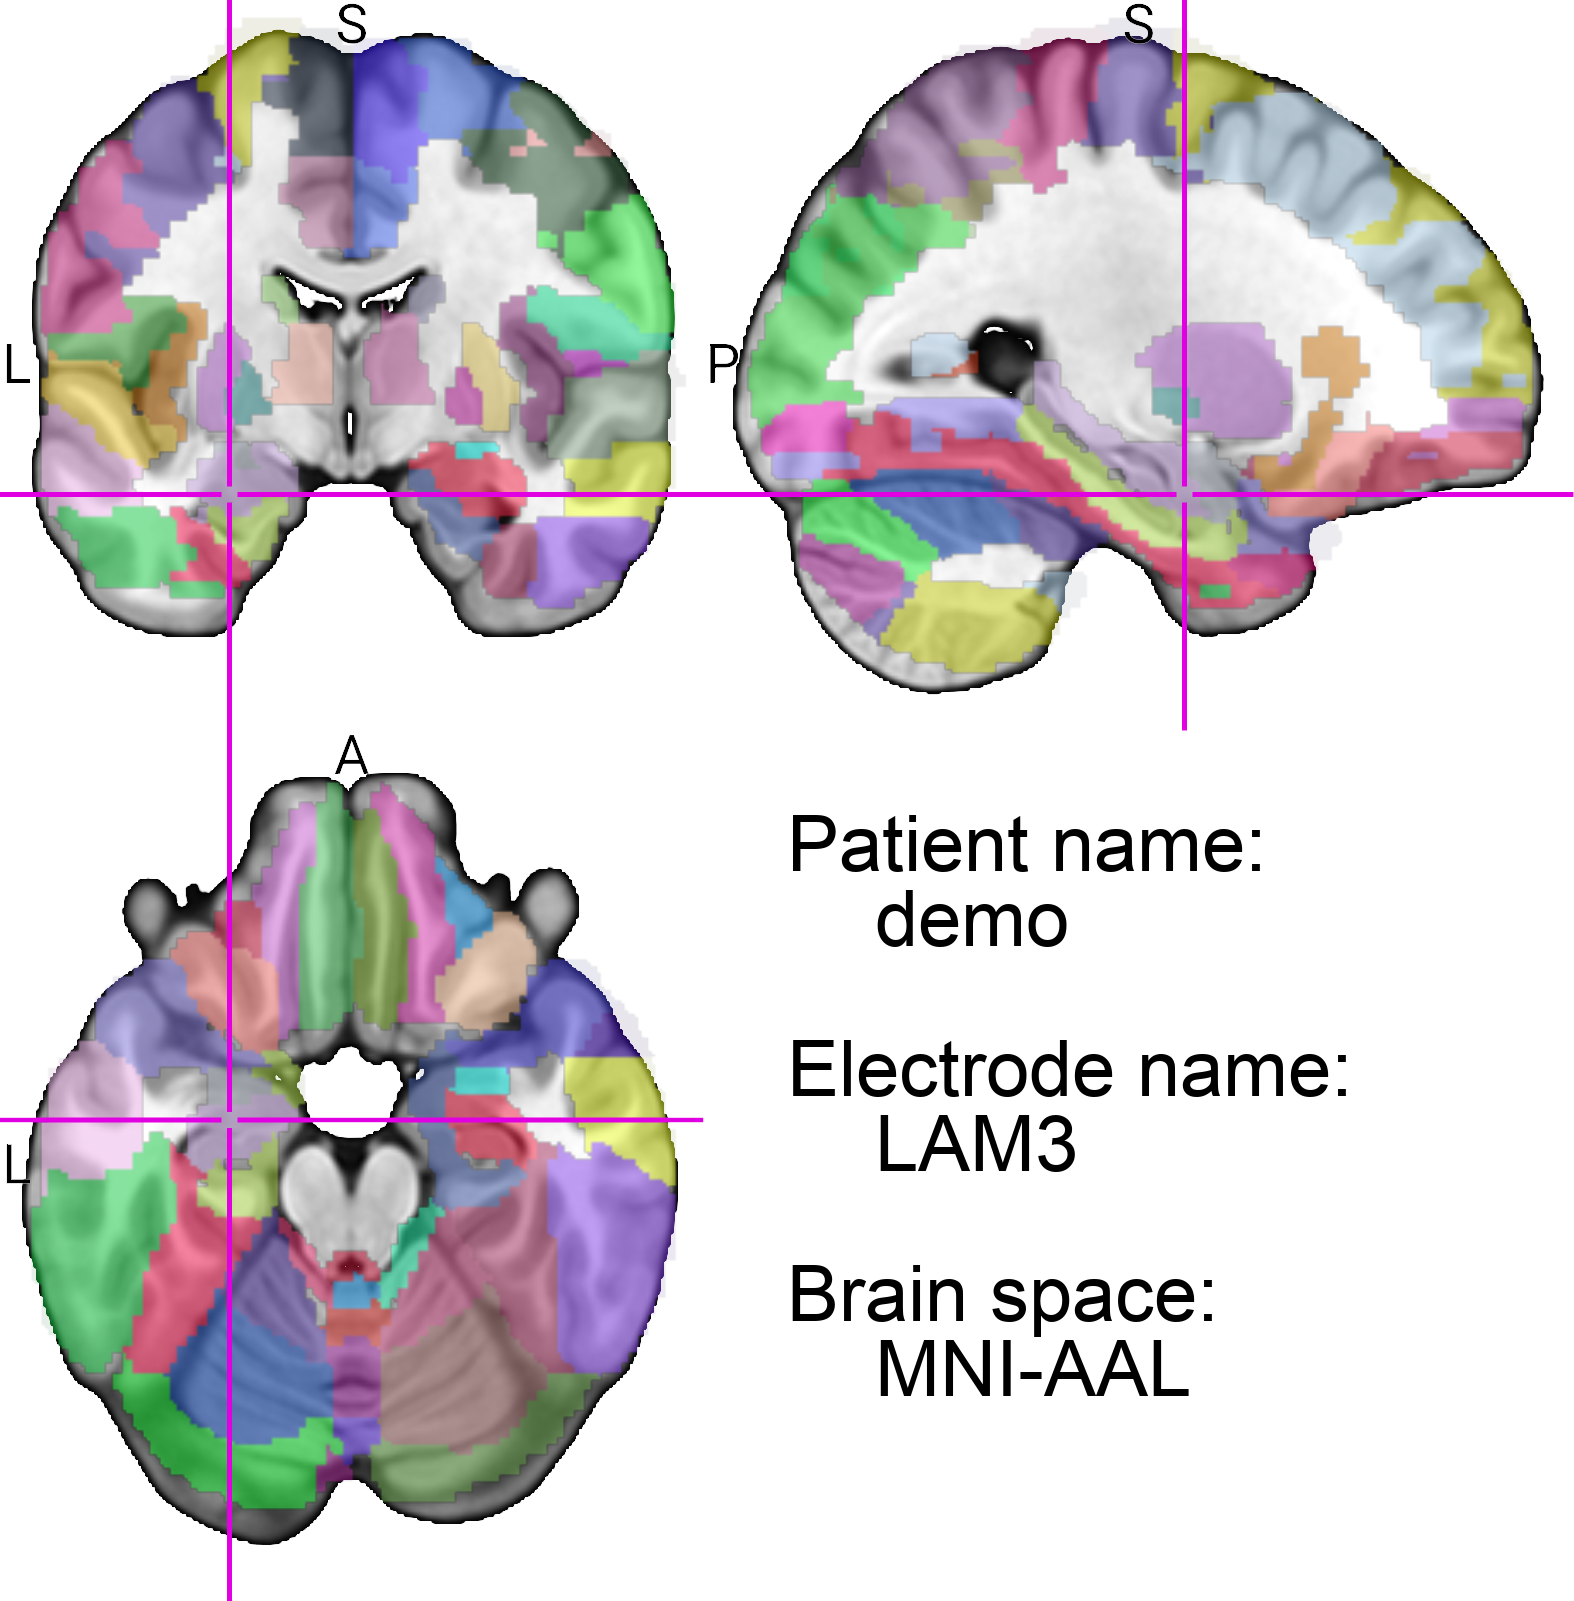 S
S
L
P
A
L
Patient name:
demo
Electrode name:
LAM3
Brain space:
MNI-AAL